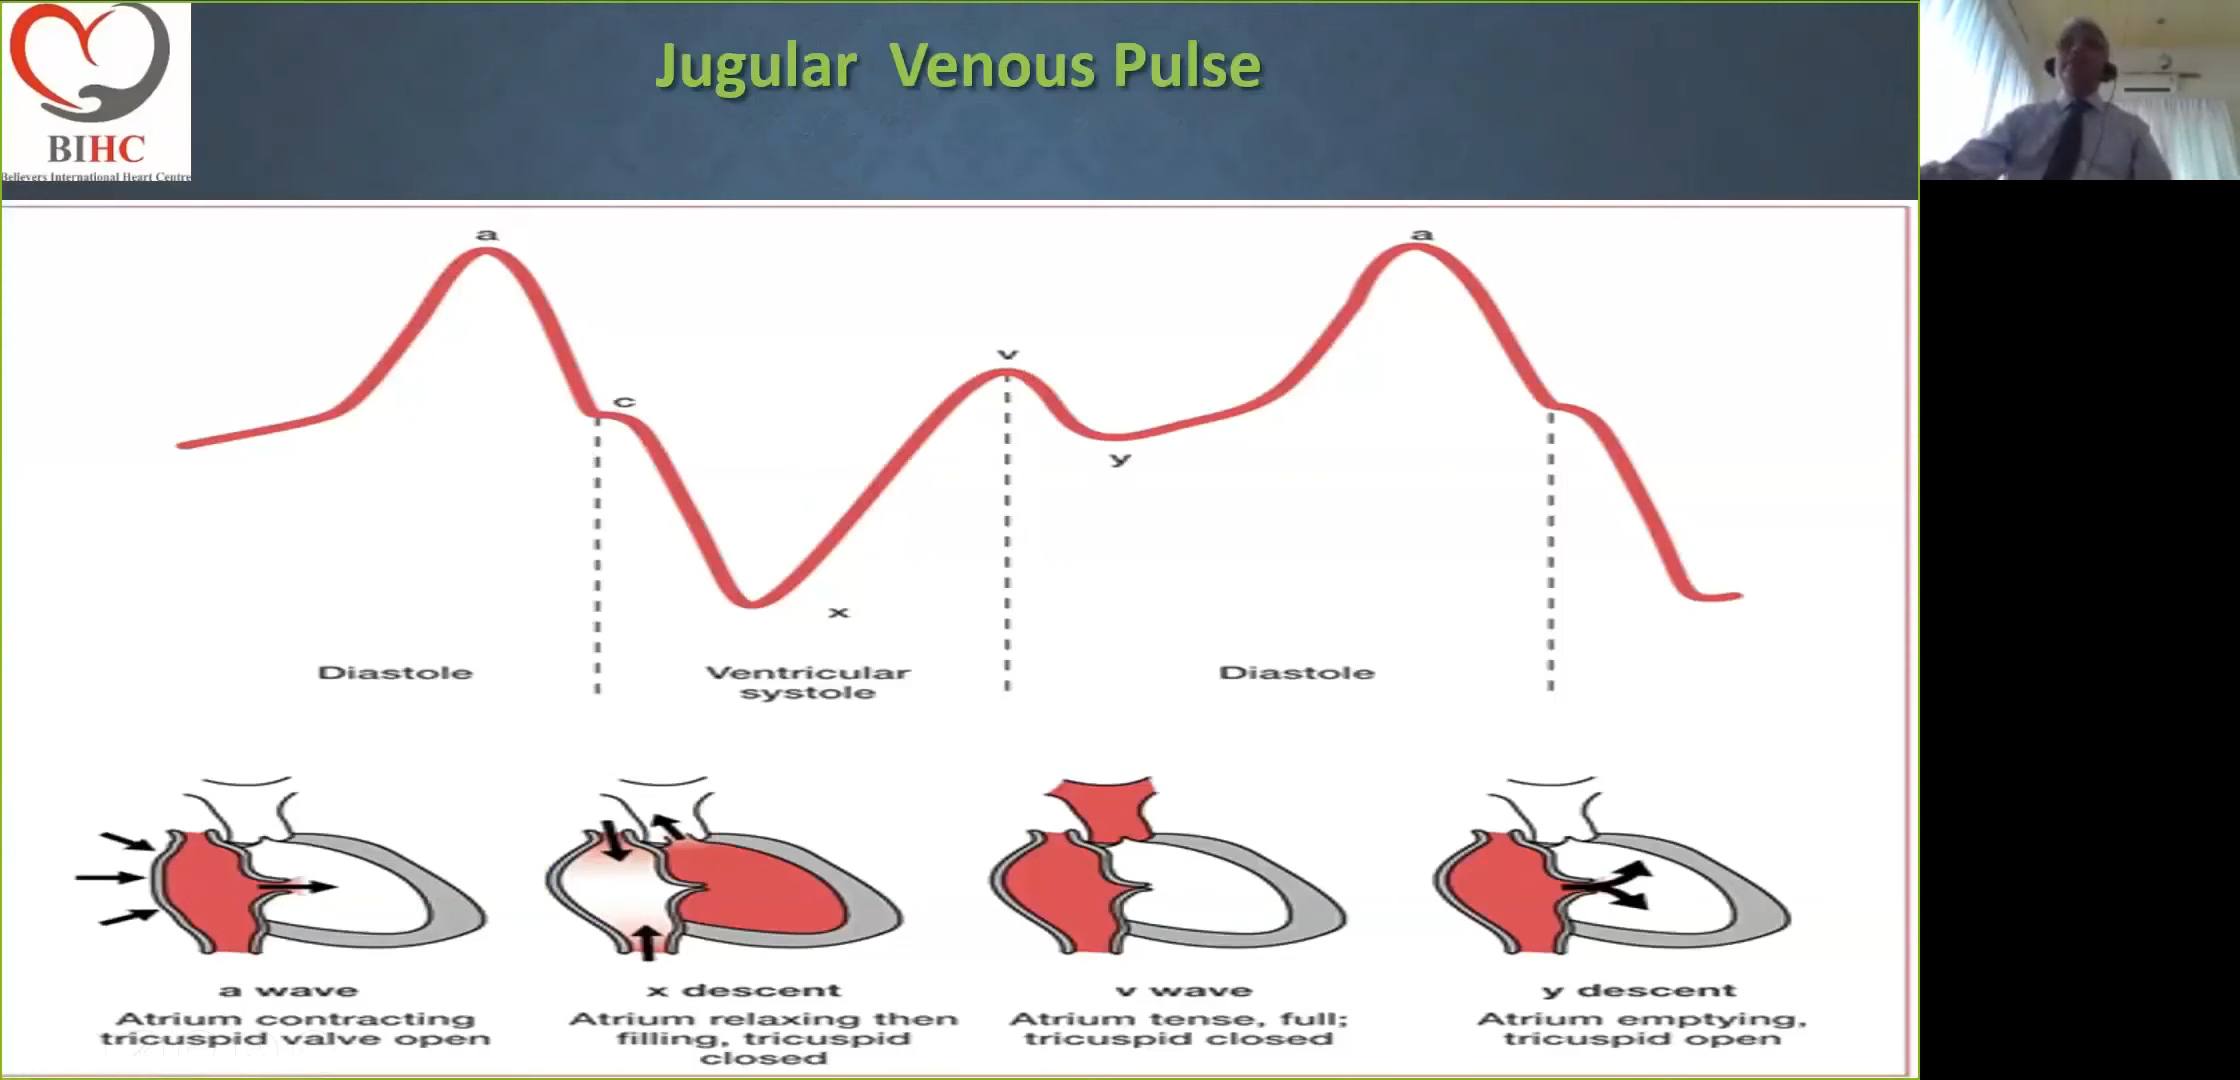 BIHC
Believers International Heart Centre
Jugular Venous Pulse
a
a
v
c
y
x
Diastole
Ventricular
systole
Diastole
a wave
Atrium contracting
tricuspid valve open
x descent
Atrium relaxing then
filling, tricuspid
closed
v wave
Atrium tense, full;
tricuspid closed
y descent
Atrium emptying,
tricuspid open